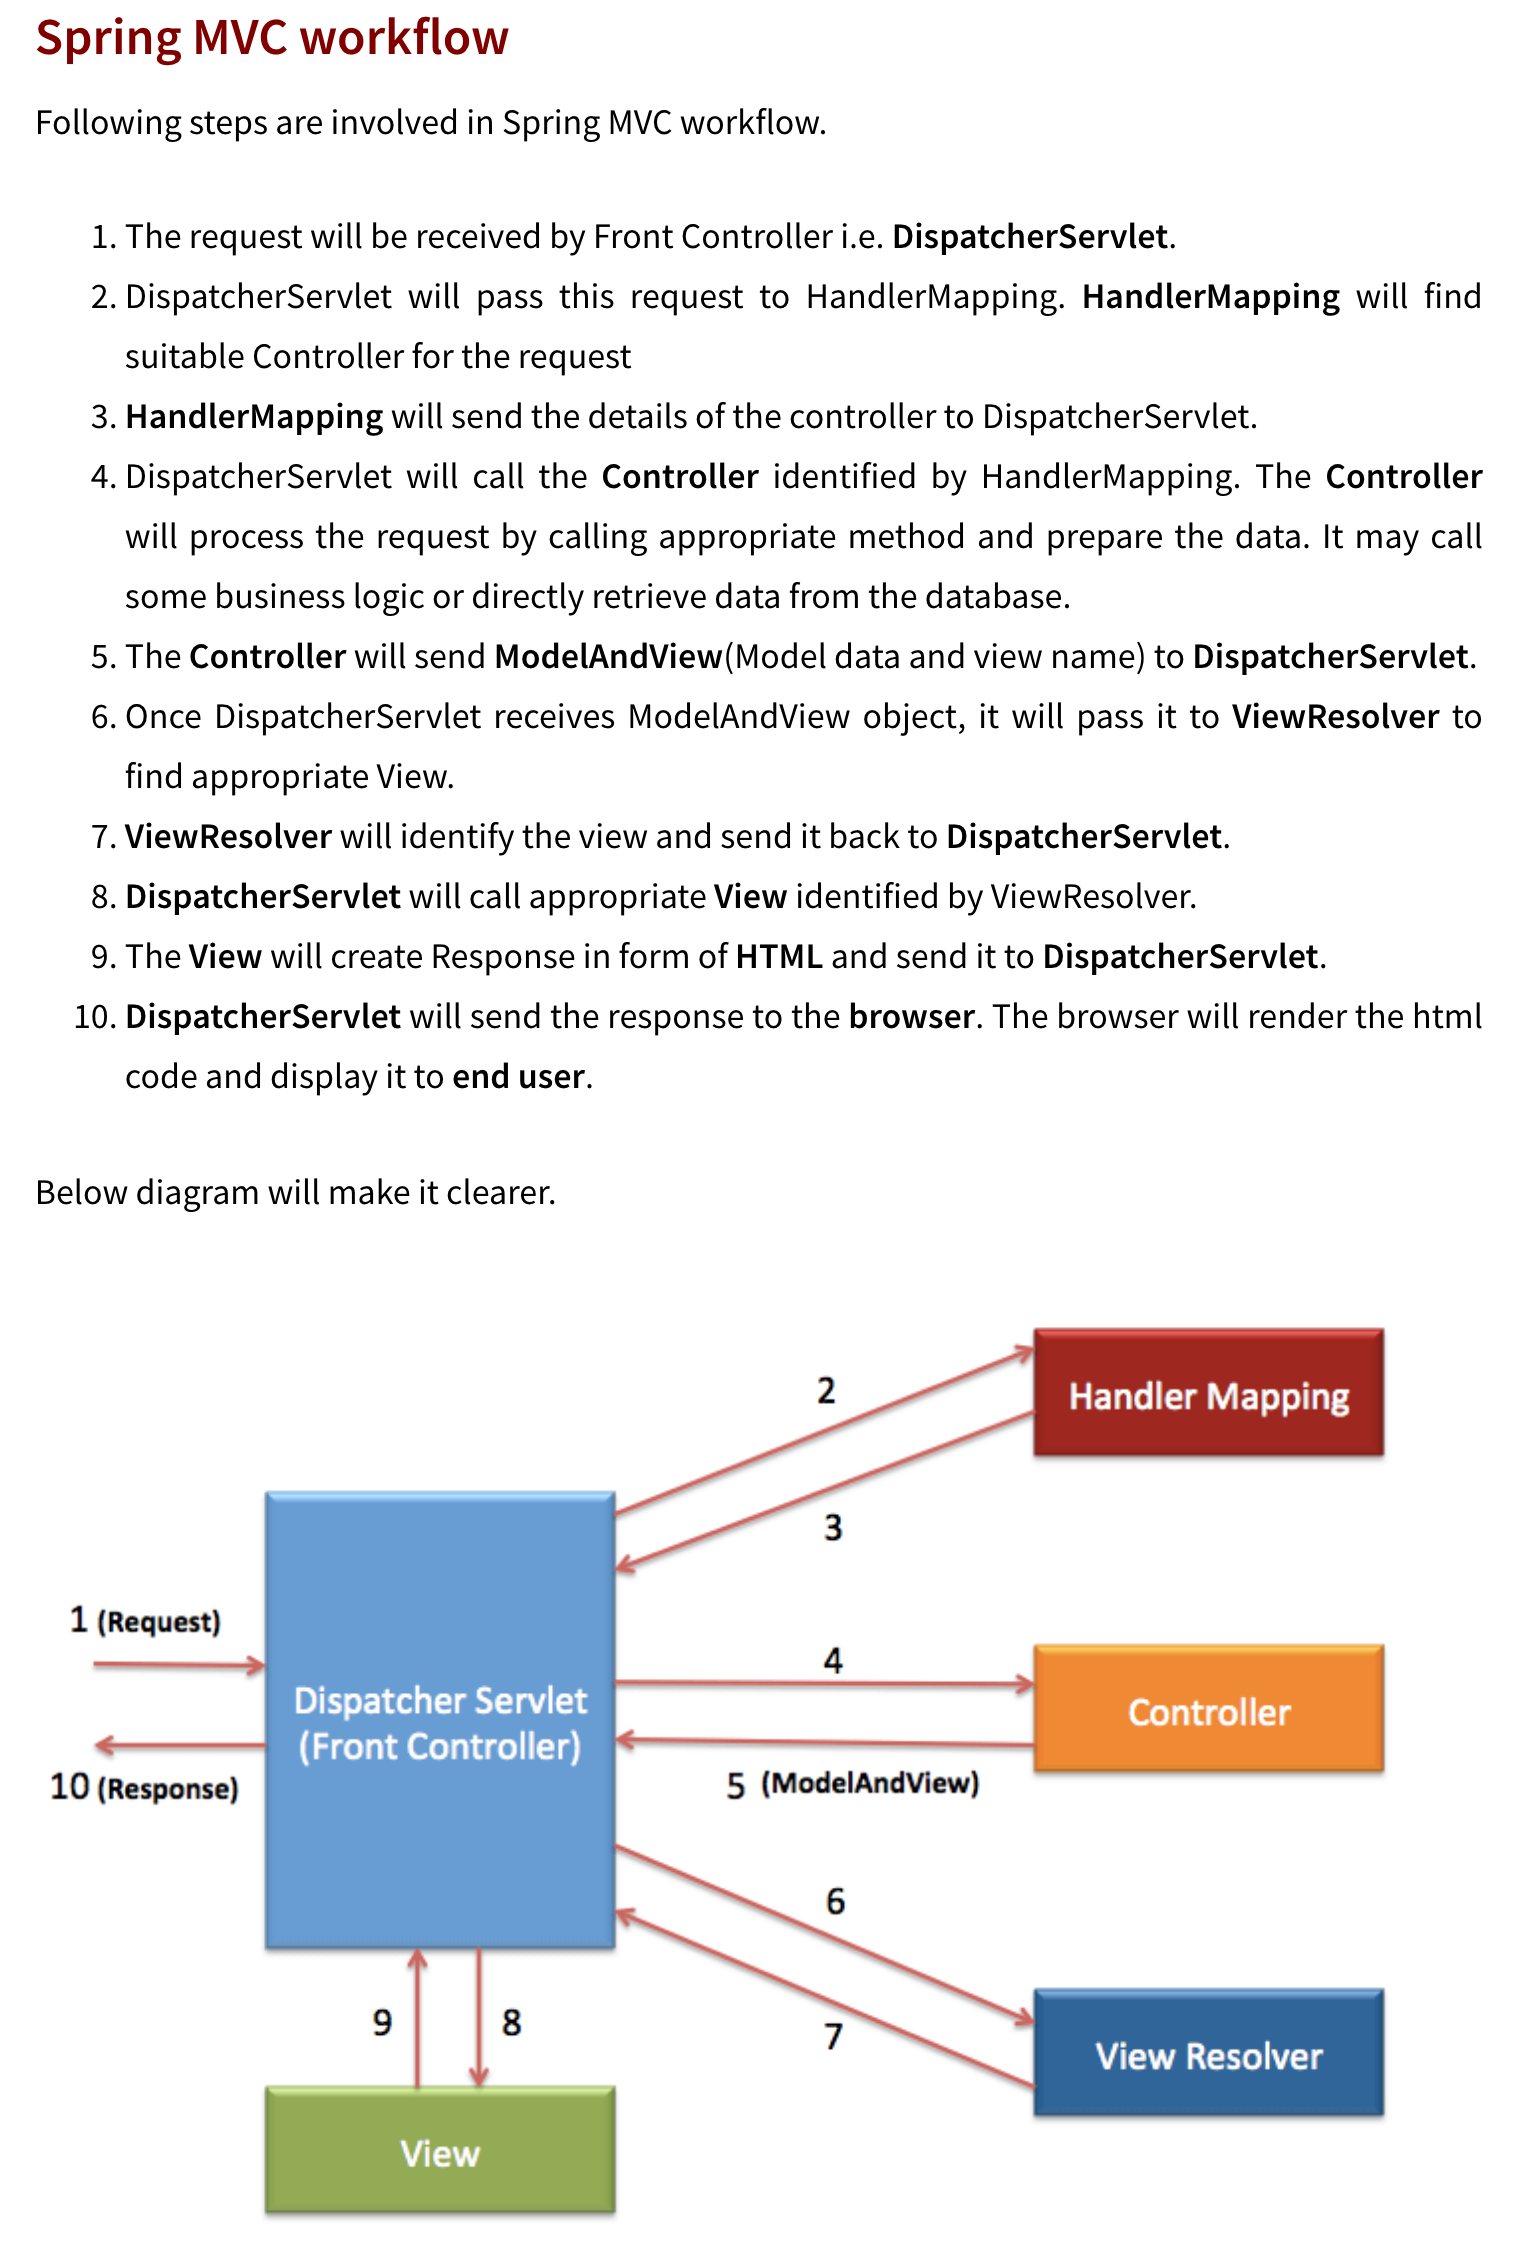 Spring MVC workflow
Following steps are involved in Spring MVC workflow.
1. The request will be received by Front Controller i.e. DispatcherServlet.
2. DispatcherServlet will pass this request to HandlerMapping. HandlerMapping will find
suitable Controller for the request
3. HandlerMapping will send the details of the controller to DispatcherServlet.
4. DispatcherServlet will call the Controller identified by HandlerMapping. The Controller
will process the request by calling appropriate method and prepare the data. It may call
some business logic or directly retrieve data from the database.
5. The Controller will send ModelAndView(Model data and view name) to DispatcherServlet.
6. Once DispatcherServlet receives ModelAndView object, it will pass it to ViewResolver to
find appropriate View.
7. ViewResolver will identify the view and send it back to DispatcherServlet.
8. DispatcherServlet will call appropriate View identified by ViewResolver.
9. The View will create Response in form of HTML and send it to DispatcherServlet.
10. DispatcherServlet will send the response to the browser. The browser will render the html
code and display it to end user.
Below diagram will make it clearer.
2
Handler Mapping
3
1 (Request)
4
Dispatcher Servlet
(Front Controller)
Controller
10 (Response)
5 (ModelAndView)
6
9
8
7
View Resolver
View